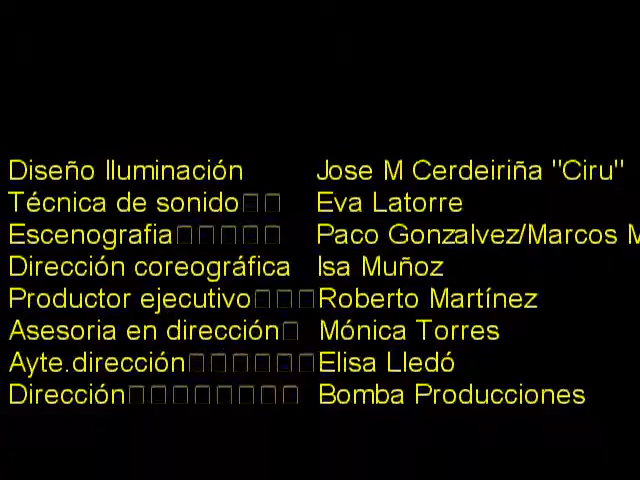 Diseño Iluminación Jose M Cerdeiriña "Ciru"
Técnica de sonido Eva Latorre
Escenografia Paco Gonzalvez/Marcos M
Dirección coreográfica Isa Muñoz
Productor ejecutivo Roberto Martínez
Asesoria en dirección Mónica Torres
Ayte.dirección Elisa Lledó
Dirección Bomba Producciones